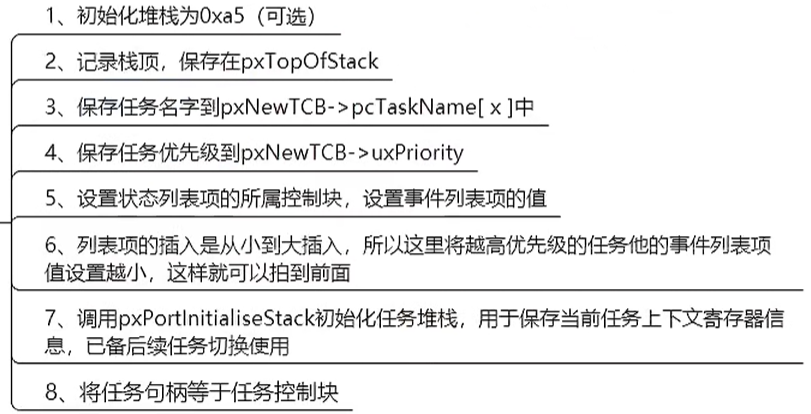 1、初始化堆栈为0xa5（可选）
2、记录栈顶，保存在pxTopOfStack
3、保存任务名字到pxNewTCB->pcTaskName[ x ]中
4、保存任务优先级到pxNewTCB->uxPriority
5、设置状态列表项的所属控制块，设置事件列表项的值
6、列表项的插入是从小到大插入，所以这里将越高优先级的任务他的事件列表项
值设置越小，这样就可以拍到前面
7、调用pxPortInitialiseStack初始化任务堆栈，用于保存当前任务上下文寄存器信
息，已备后续任务切换使用
8、将任务句柄等于任务控制块